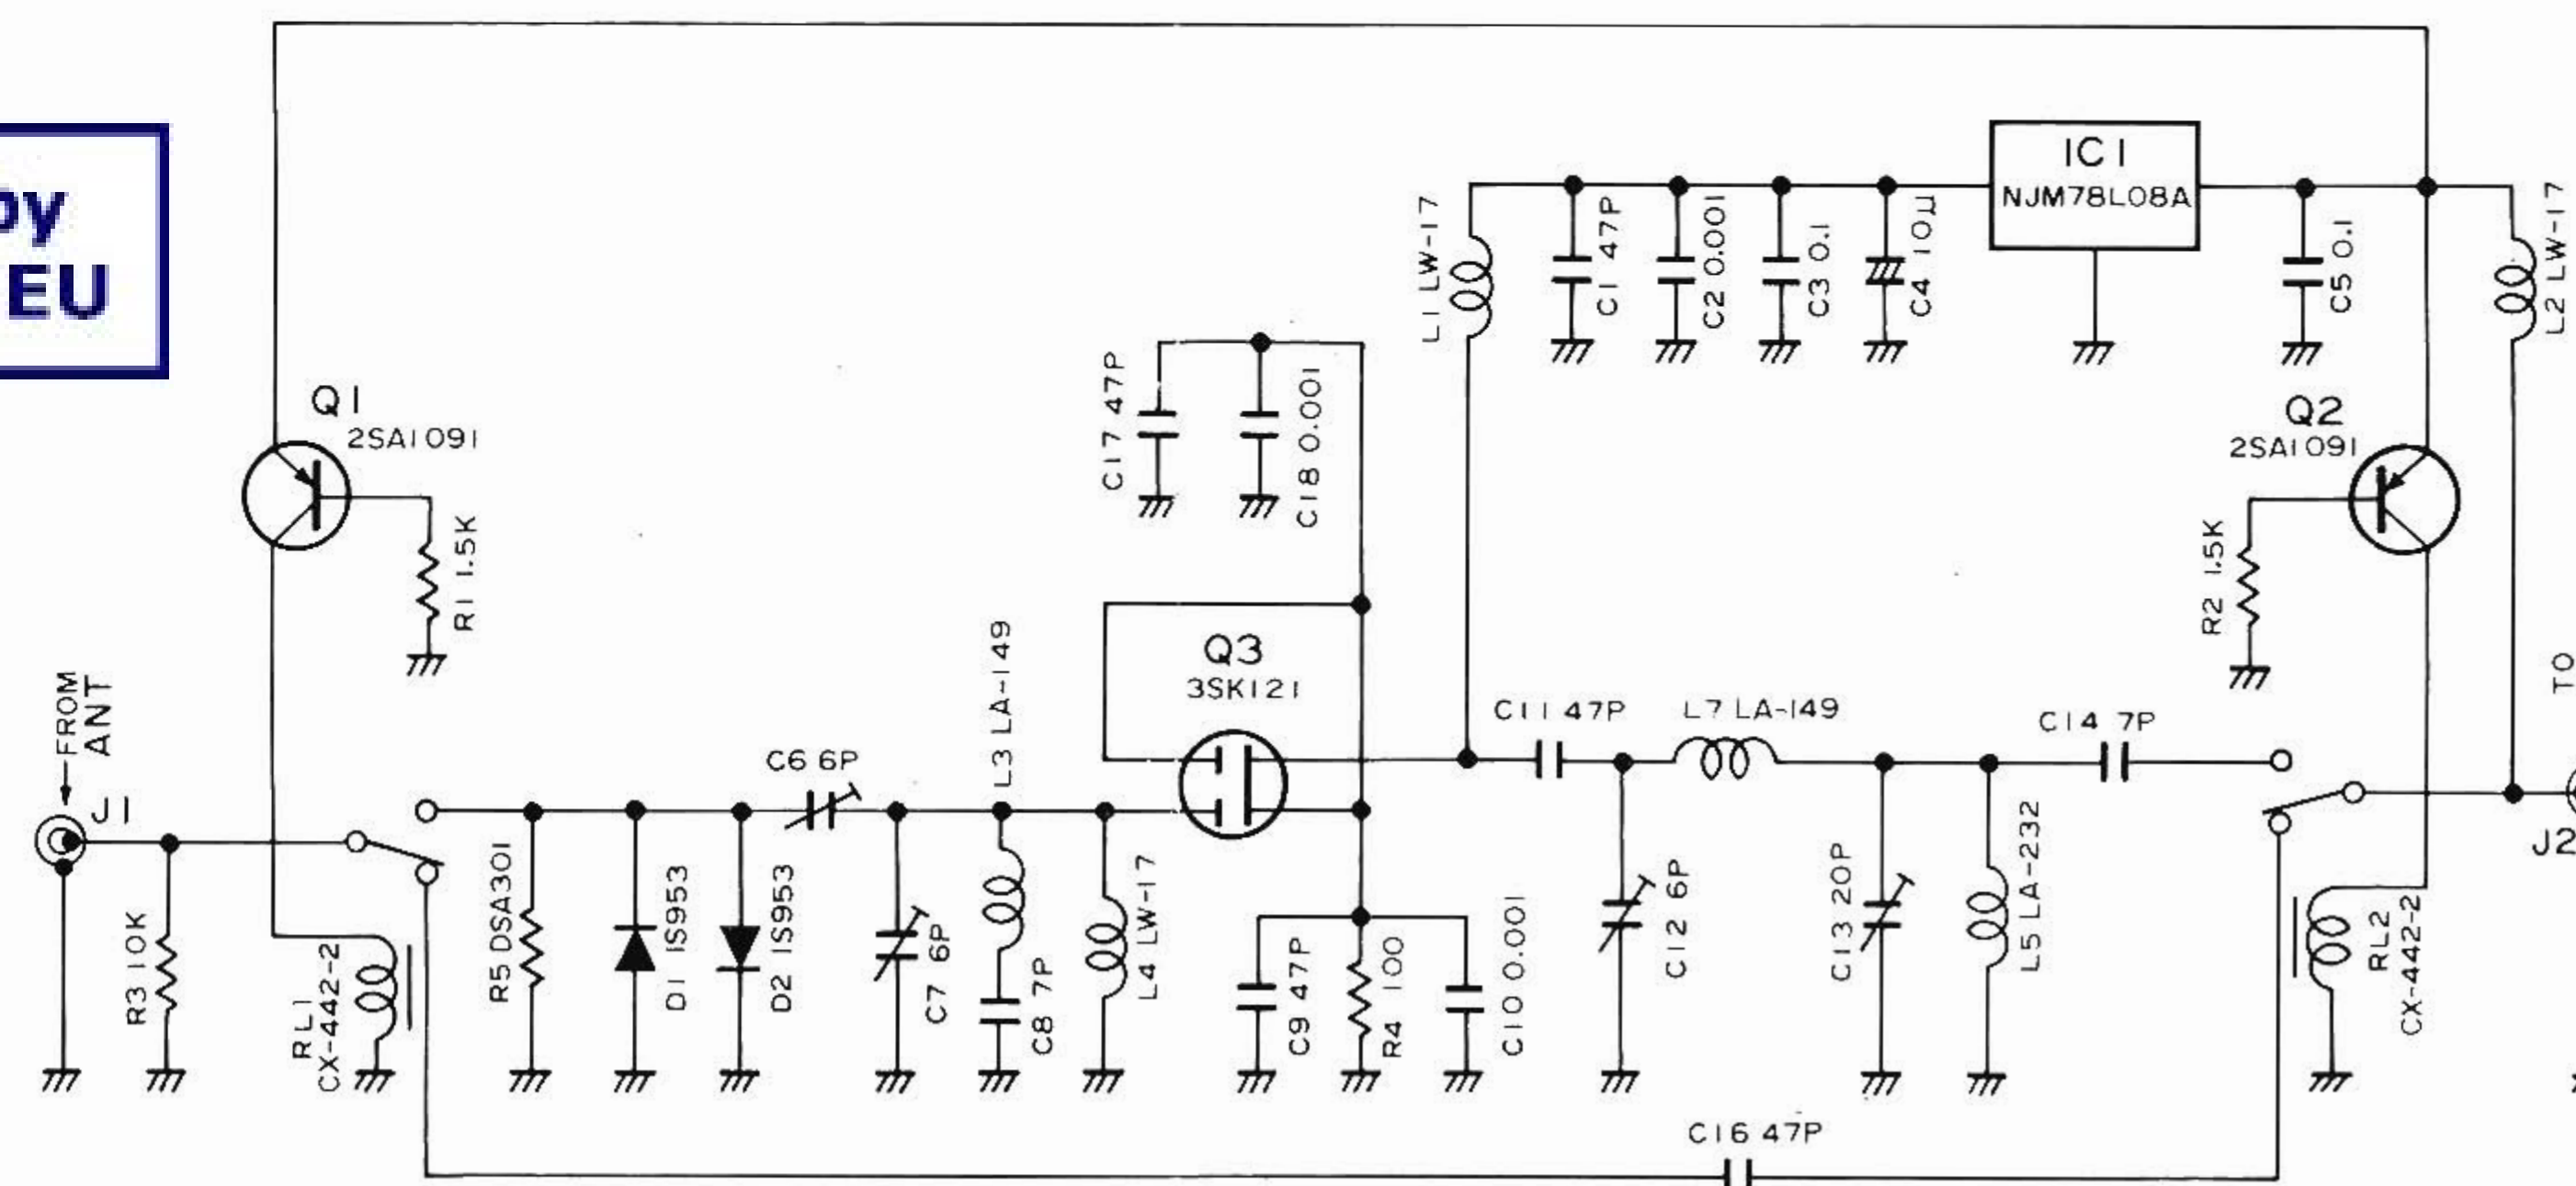 by
EU
Q1
2SA1091
R1 1.5K
FROM
ANT
J1
R3 10K
RL1
CX-442-2
R5 DSA301
D1 IS953
D2 IS953
C6 6P
C7 6P
L3 LA-149
C8 7P
L4 LW-17
C17 47P
C18 0.001
Q3
3SK121
C9 47P
R4 100
C10 0.001
L1 LW-17
C1 47P
C2 0.001
C3 0.1
C4 10µ
IC1
NJM78L08A
C5 0.1
L2 LW-17
Q2
2SA1091
R2 1.5K
C11 47P
L7 LA-149
C14 7P
C12 6P
C13 20P
L5 LA-232
RL2
CX-442-2
TO
J2
C16 47P